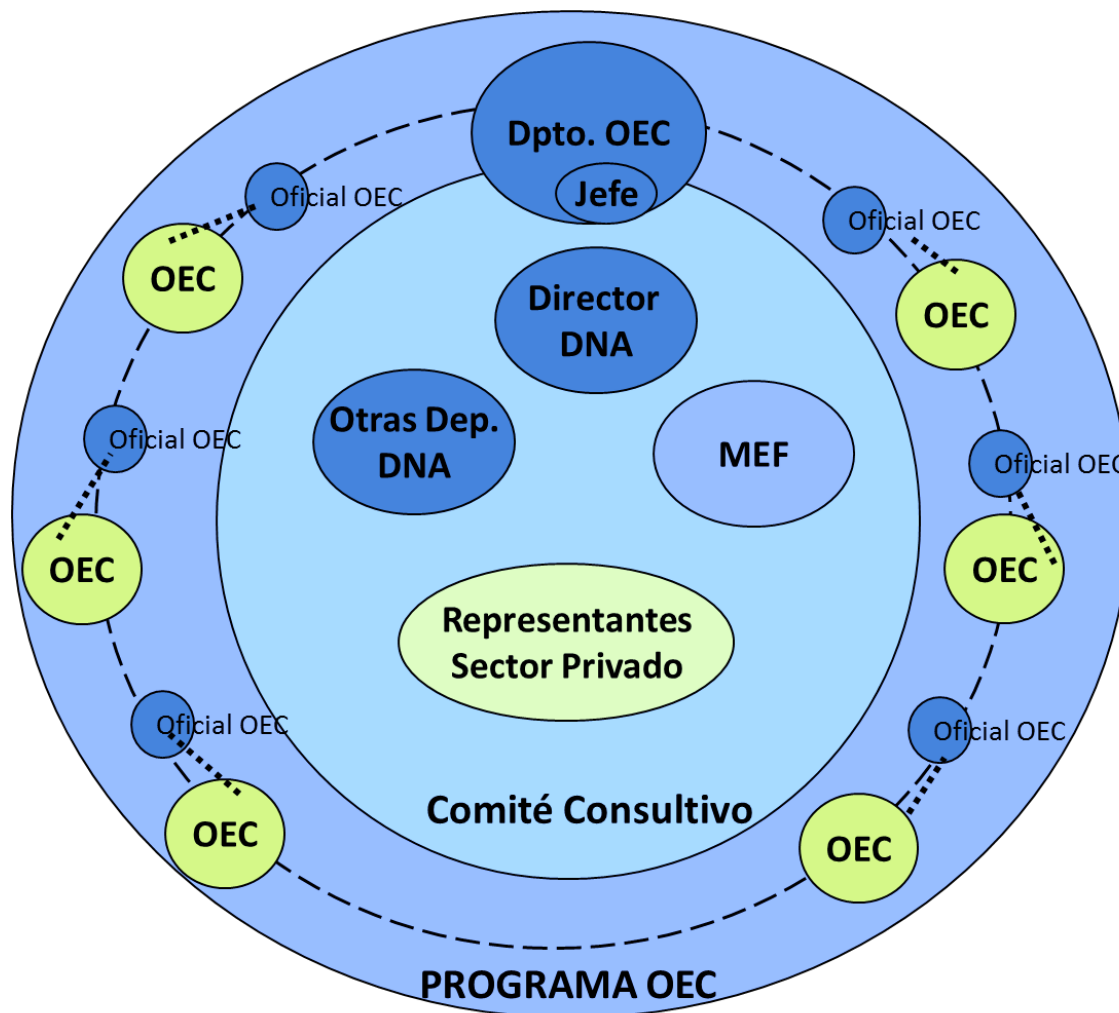 Dpto. OEC
Jefe
Oficial OEC
Oficial OEC
OEC
OEC
Director
DNA
Otras Dep.
DNA
MEF
Oficial OEC
Oficial OEC
OEC
OEC
Representantes
Sector Privado
Oficial OEC
Oficial OEC
Comité Consultivo
OEC
OEC
PROGRAMA OEC